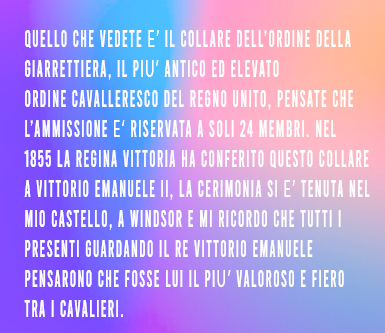 QUELLO CHE VEDETE E' IL COLLARE DELL'ORDINE DELLA
GIARRETTIERA, IL PIU' ANTICO ED ELEVATO
ORDINE CAVALLERESCO DEL REGNO UNITO, PENSATE CHE
L'AMMISSIONE E' RISERVATA A SOLI 24 MEMBRI. NEL
1855 LA REGINA VITTORIA HA CONFERITO QUESTO COLLARE
A VITTORIO EMANUELE II, LA CERIMONIA SI E' TENUTA NEL
MIO CASTELLO, A WINDSOR E MI RICORDO CHE TUTTI I
PRESENTI GUARDANDO IL RE VITTORIO EMANUELE
PENSARONO CHE FOSSE LUI IL PIU' VALOROSO E FIERO
TRA I CAVALIERI.